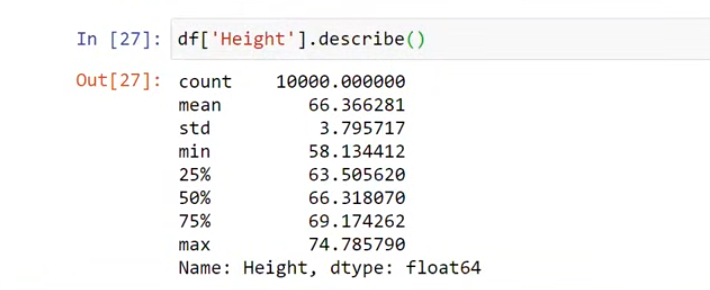 In [27]: df['Height'].describe()
Out[27]: count    10000.000000
mean        66.366281
std          3.795717
min         58.134412
25%         63.505620
50%         66.318070
75%         69.174262
max         74.785790
Name: Height, dtype: float64